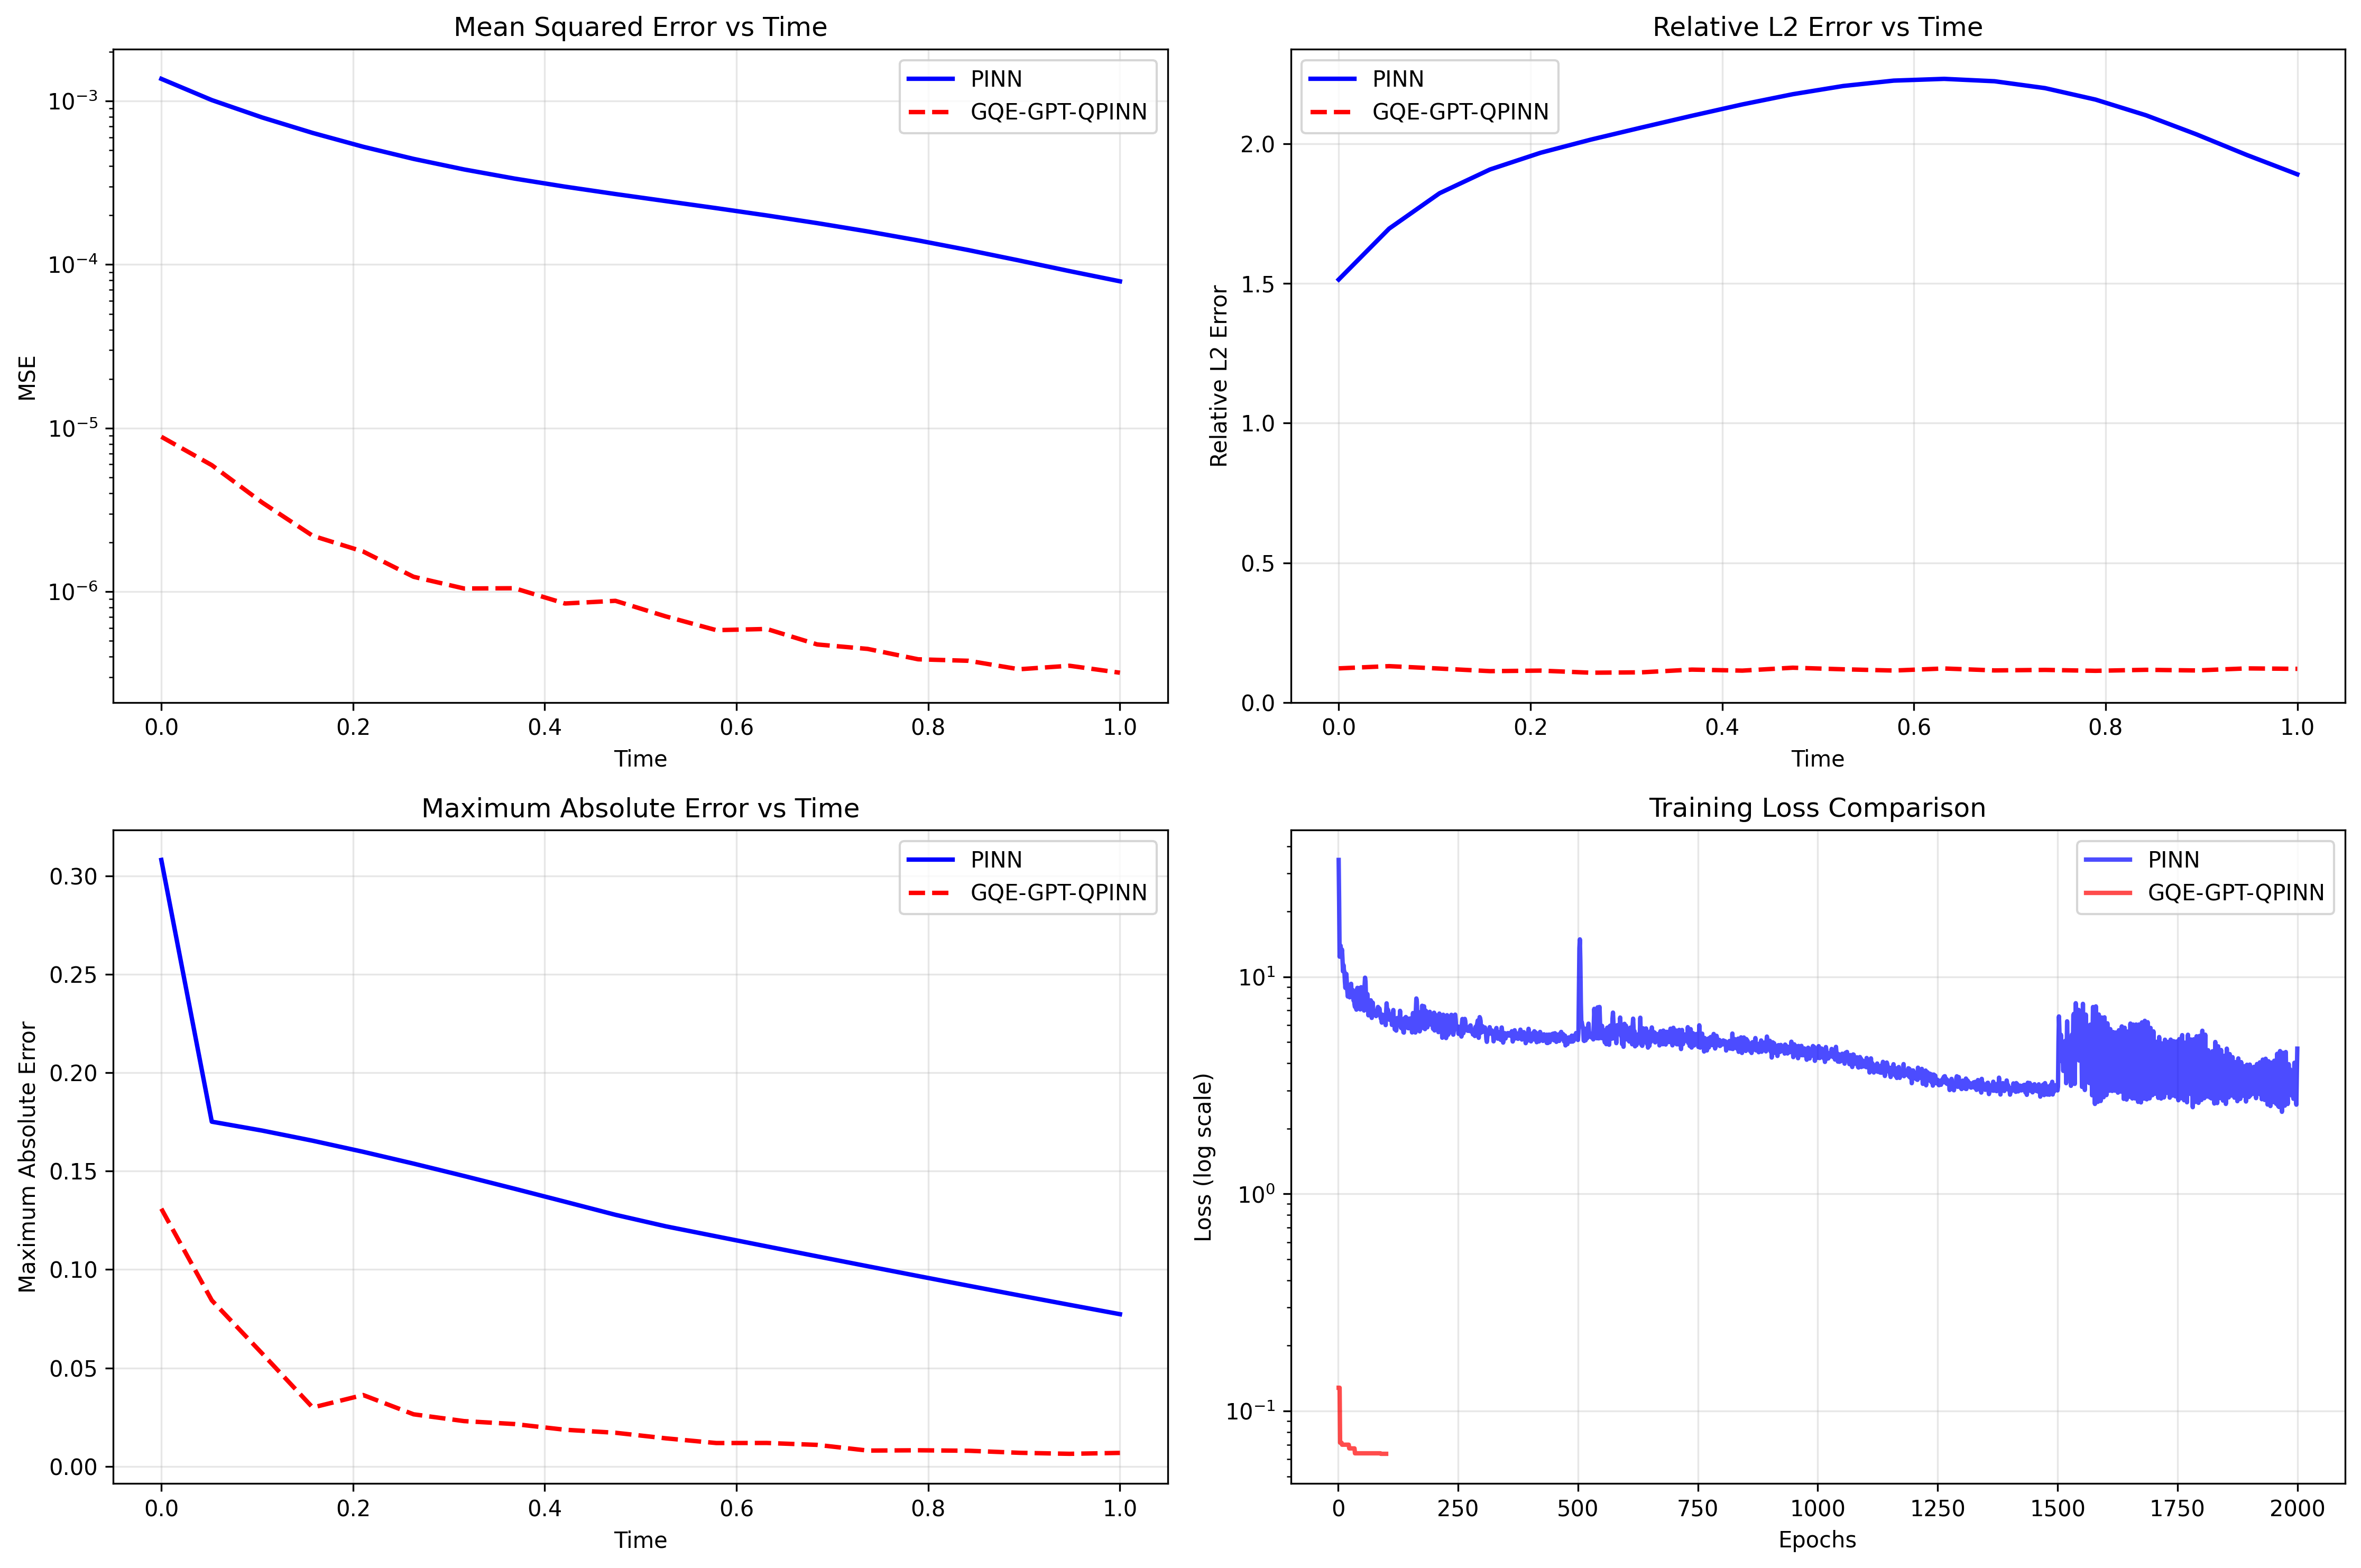 Mean Squared Error vs Time
MSE
10⁻³
10⁻⁴
10⁻⁵
10⁻⁶
PINN
GQE-GPT-QPINN
0.0 0.2 0.4 0.6 0.8 1.0
Time
Relative L2 Error vs Time
Relative L2 Error
2.0
1.5
1.0
0.5
0.0
PINN
GQE-GPT-QPINN
0.0 0.2 0.4 0.6 0.8 1.0
Time
Maximum Absolute Error vs Time
Maximum Absolute Error
0.30
0.25
0.20
0.15
0.10
0.05
0.00
PINN
GQE-GPT-QPINN
0.0 0.2 0.4 0.6 0.8 1.0
Time
Training Loss Comparison
Loss (log scale)
10¹
10⁰
10⁻¹
PINN
GQE-GPT-QPINN
0 250 500 750 1000 1250 1500 1750 2000
Epochs